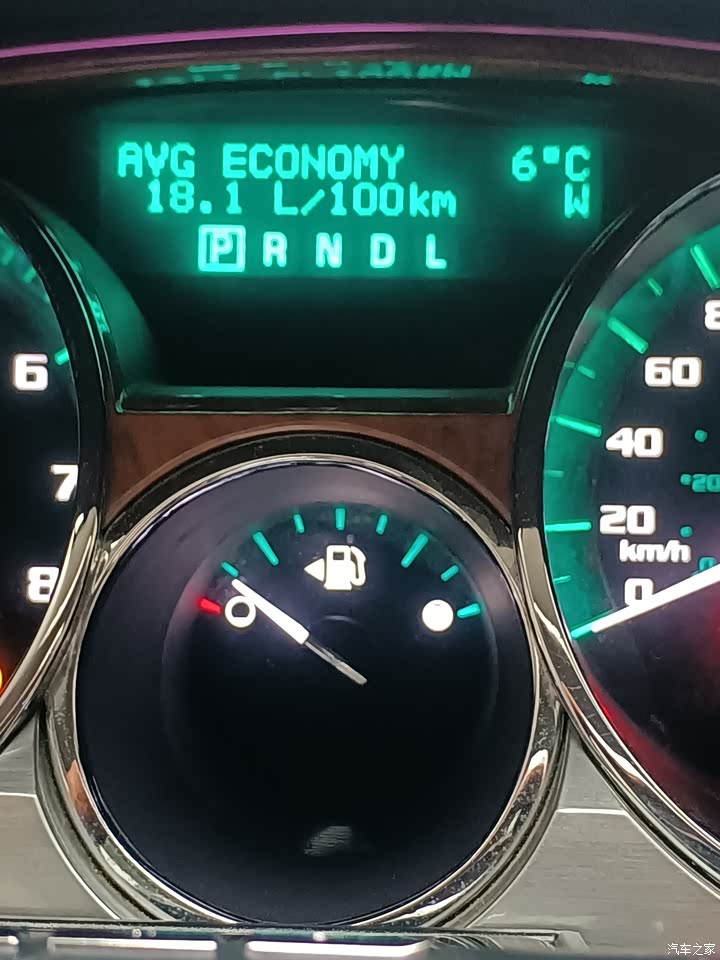 AVG ECONOMY 6°C
18.1 L/100km W
P R N D L
6
7
8
60
40
20
km/h
0
汽车之家